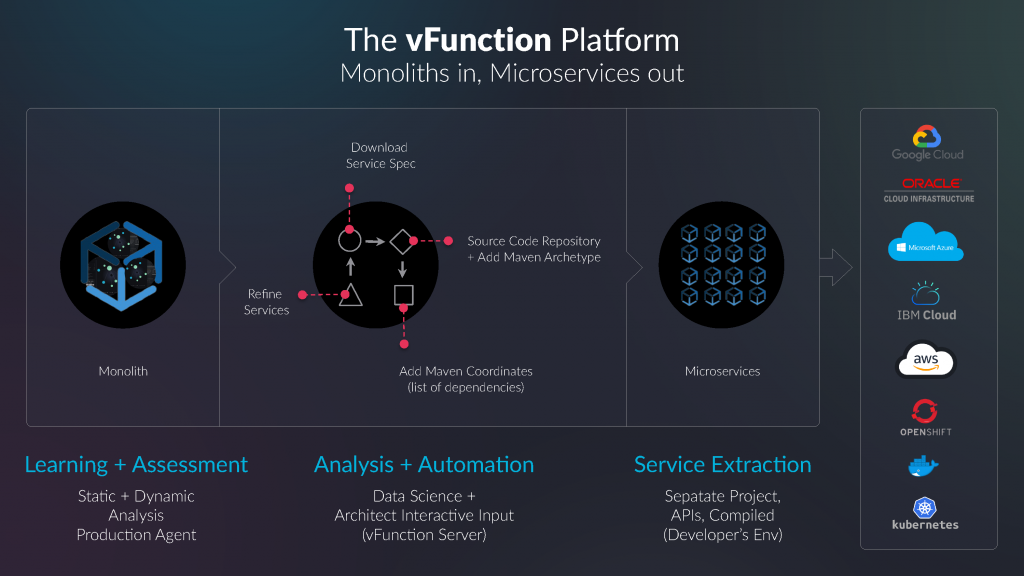 The vFunction Platform
Monoliths in, Microservices out
Download
Service Spec
Source Code Repository
+ Add Maven Archetype
Refine
Services
Add Maven Coordinates
(list of dependencies)
Monolith
Microservices
Learning + Assessment
Static + Dynamic
Analysis
Production Agent
Analysis + Automation
Data Science +
Architect Interactive Input
(vFunction Server)
Service Extraction
Sepatate Project,
APIs, Compiled
(Developer's Env)
Google Cloud
ORACLE
CLOUD INFRASTRUCTURE
Microsoft Azure
IBM Cloud
aws
OPENSHIFT
kubernetes